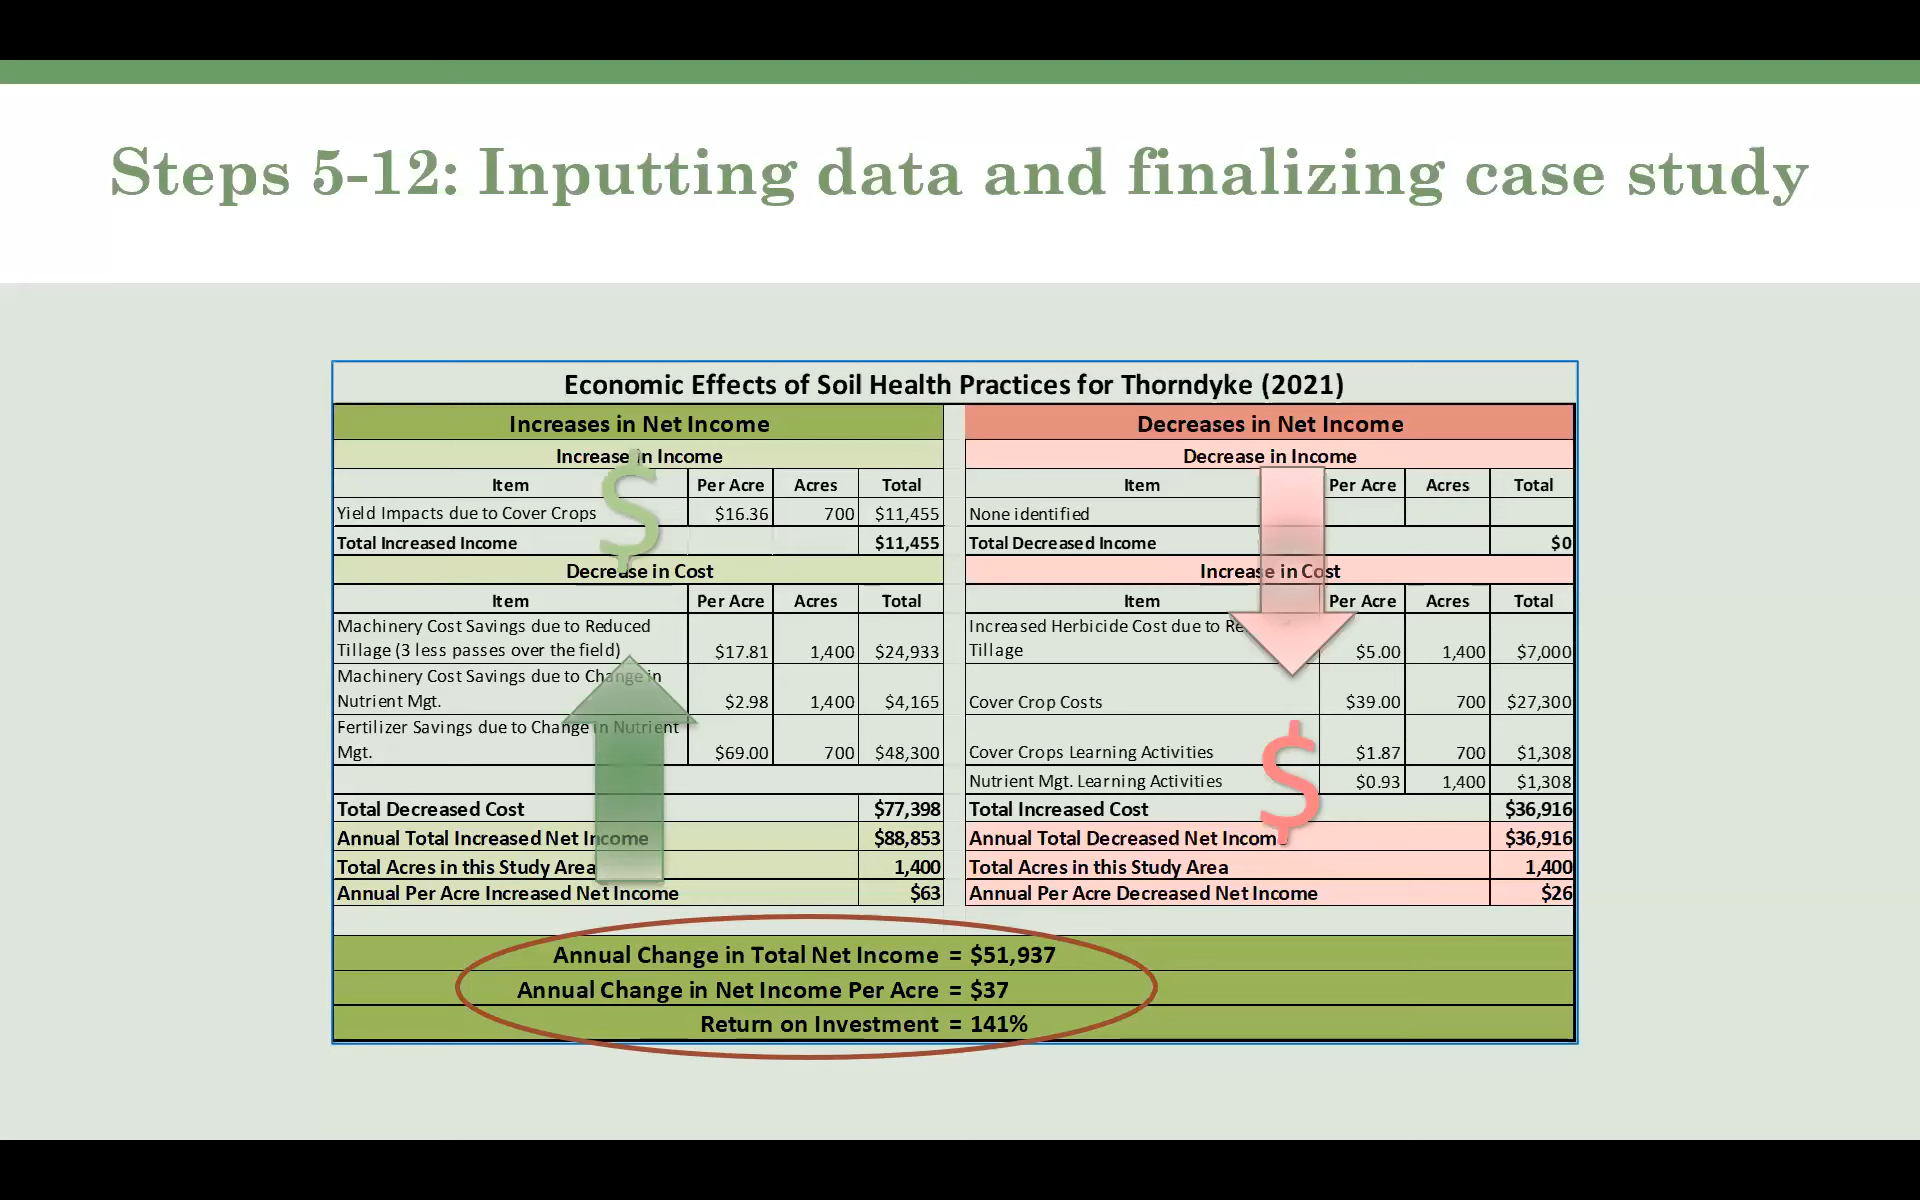 Steps 5-12: Inputting data and finalizing case study
Economic Effects of Soil Health Practices for Thorndyke (2021)
Increases in Net Income
Increase in Income
Item Per Acre Acres Total
Yield Impacts due to Cover Crops $16.36 700 $11,455
Total Increased Income $11,455
Decrease in Cost
Item Per Acre Acres Total
Machinery Cost Savings due to Reduced
Tillage (3 less passes over the field) $17.81 1,400 $24,933
Machinery Cost Savings due to Change in
Nutrient Mgt. $2.98 1,400 $4,165
Fertilizer Savings due to Change in Nutrient
Mgt. $69.00 700 $48,300
Total Decreased Cost $77,398
Annual Total Increased Net Income $88,853
Total Acres in this Study Area 1,400
Annual Per Acre Increased Net Income $63
Decreases in Net Income
Decrease in Income
Item Per Acre Acres Total
None identified
Total Decreased Income $0
Increase in Cost
Item Per Acre Acres Total
Increased Herbicide Cost due to
Tillage $5.00 1,400 $7,000
Cover Crop Costs $39.00 700 $27,300
Cover Crops Learning Activities $1.87 700 $1,308
Nutrient Mgt. Learning Activities $0.93 1,400 $1,308
Total Increased Cost $36,916
Annual Total Decreased Net Income $36,916
Total Acres in this Study Area 1,400
Annual Per Acre Decreased Net Income $26
$
$
Annual Change in Total Net Income = $51,937
Annual Change in Net Income Per Acre = $37
Return on Investment = 141%